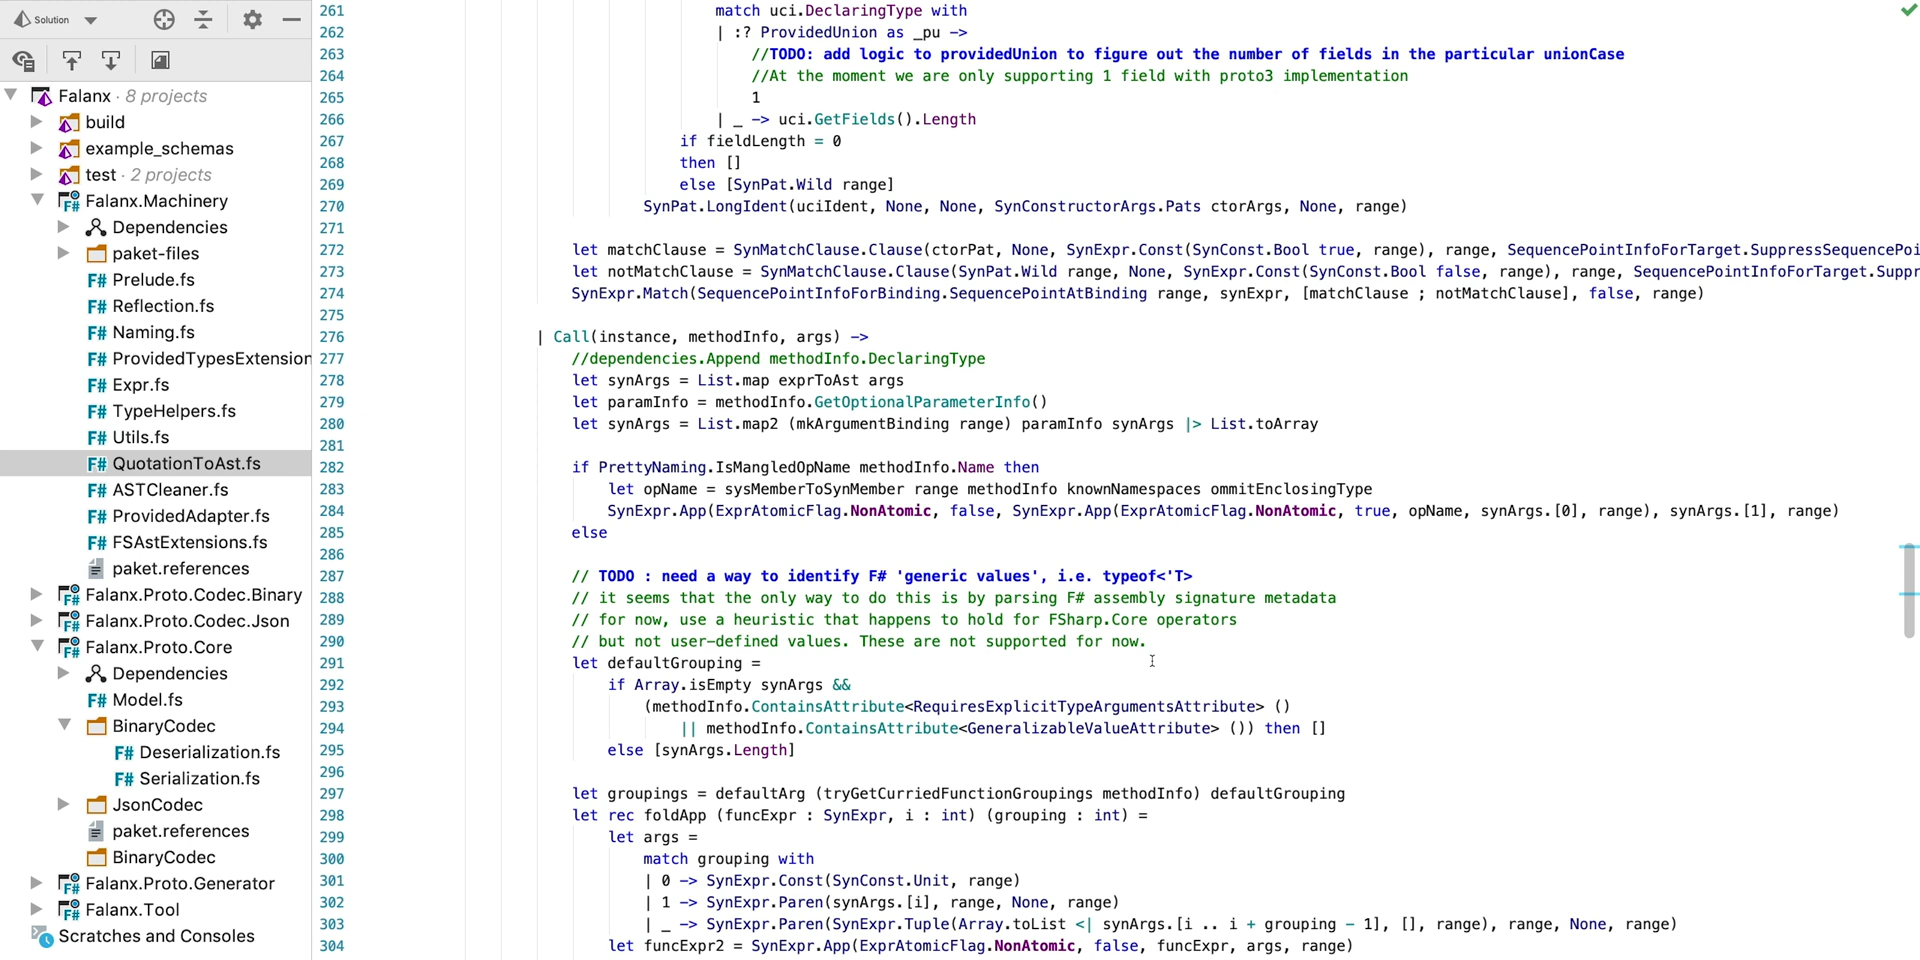 Solution
Falanx · 8 projects
build
example_schemas
test · 2 projects
Falanx.Machinery
Dependencies
paket-files
F# Prelude.fs
F# Reflection.fs
F# Naming.fs
F# ProvidedTypesExtension
F# Expr.fs
F# TypeHelpers.fs
F# Utils.fs
F# QuotationToAst.fs
F# ASTCleaner.fs
F# ProvidedAdapter.fs
F# FSAstExtensions.fs
paket.references
Falanx.Proto.Codec.Binary
Falanx.Proto.Codec.Json
Falanx.Proto.Core
Dependencies
F# Model.fs
BinaryCodec
F# Deserialization.fs
F# Serialization.fs
JsonCodec
paket.references
BinaryCodec
Falanx.Proto.Generator
Falanx.Tool
Scratches and Consoles
261 match uci.DeclaringType with
262 | :? ProvidedUnion as _pu ->
263 //TODO: add logic to providedUnion to figure out the number of fields in the particular unionCase
264 //At the moment we are only supporting 1 field with proto3 implementation
265 1
266 | _ -> uci.GetFields().Length
267 if fieldLength = 0
268 then []
269 else [SynPat.Wild range]
270 SynPat.LongIdent(uciIdent, None, None, SynConstructorArgs.Pats ctorArgs, None, range)
271
272 let matchClause = SynMatchClause.Clause(ctorPat, None, SynExpr.Const(SynConst.Bool true, range), range, SequencePointInfoForTarget.SuppressSequencePoi
273 let notMatchClause = SynMatchClause.Clause(SynPat.Wild range, None, SynExpr.Const(SynConst.Bool false, range), range, SequencePointInfoForTarget.Suppr
274 SynExpr.Match(SequencePointInfoForBinding.SequencePointAtBinding range, synExpr, [matchClause ; notMatchClause], false, range)
275
276 | Call(instance, methodInfo, args) ->
277 //dependencies.Append methodInfo.DeclaringType
278 let synArgs = List.map exprToAst args
279 let paramInfo = methodInfo.GetOptionalParameterInfo()
280 let synArgs = List.map2 (mkArgumentBinding range) paramInfo synArgs |> List.toArray
281
282 if PrettyNaming.IsMangledOpName methodInfo.Name then
283 let opName = sysMemberToSynMember range methodInfo knownNamespaces ommitEnclosingType
284 SynExpr.App(ExprAtomicFlag.NonAtomic, false, SynExpr.App(ExprAtomicFlag.NonAtomic, true, opName, synArgs.[0], range), synArgs.[1], range)
285 else
286
287 // TODO : need a way to identify F# 'generic values', i.e. typeof<'T>
288 // it seems that the only way to do this is by parsing F# assembly signature metadata
289 // for now, use a heuristic that happens to hold for FSharp.Core operators
290 // but not user-defined values. These are not supported for now.
291 let defaultGrouping =
292 if Array.isEmpty synArgs &&
293 (methodInfo.ContainsAttribute<RequiresExplicitTypeArgumentsAttribute> ()
294 || methodInfo.ContainsAttribute<GeneralizableValueAttribute> ()) then []
295 else [synArgs.Length]
296
297 let groupings = defaultArg (tryGetCurriedFunctionGroupings methodInfo) defaultGrouping
298 let rec foldApp (funcExpr : SynExpr, i : int) (grouping : int) =
299 let args =
300 match grouping with
301 | 0 -> SynExpr.Const(SynConst.Unit, range)
302 | 1 -> SynExpr.Paren(synArgs.[i], range, None, range)
303 | _ -> SynExpr.Paren(SynExpr.Tuple(Array.toList <| synArgs.[i .. i + grouping - 1], [], range), range, None, range)
304 let funcExpr2 = SynExpr.App(ExprAtomicFlag.NonAtomic, false, funcExpr, args, range)